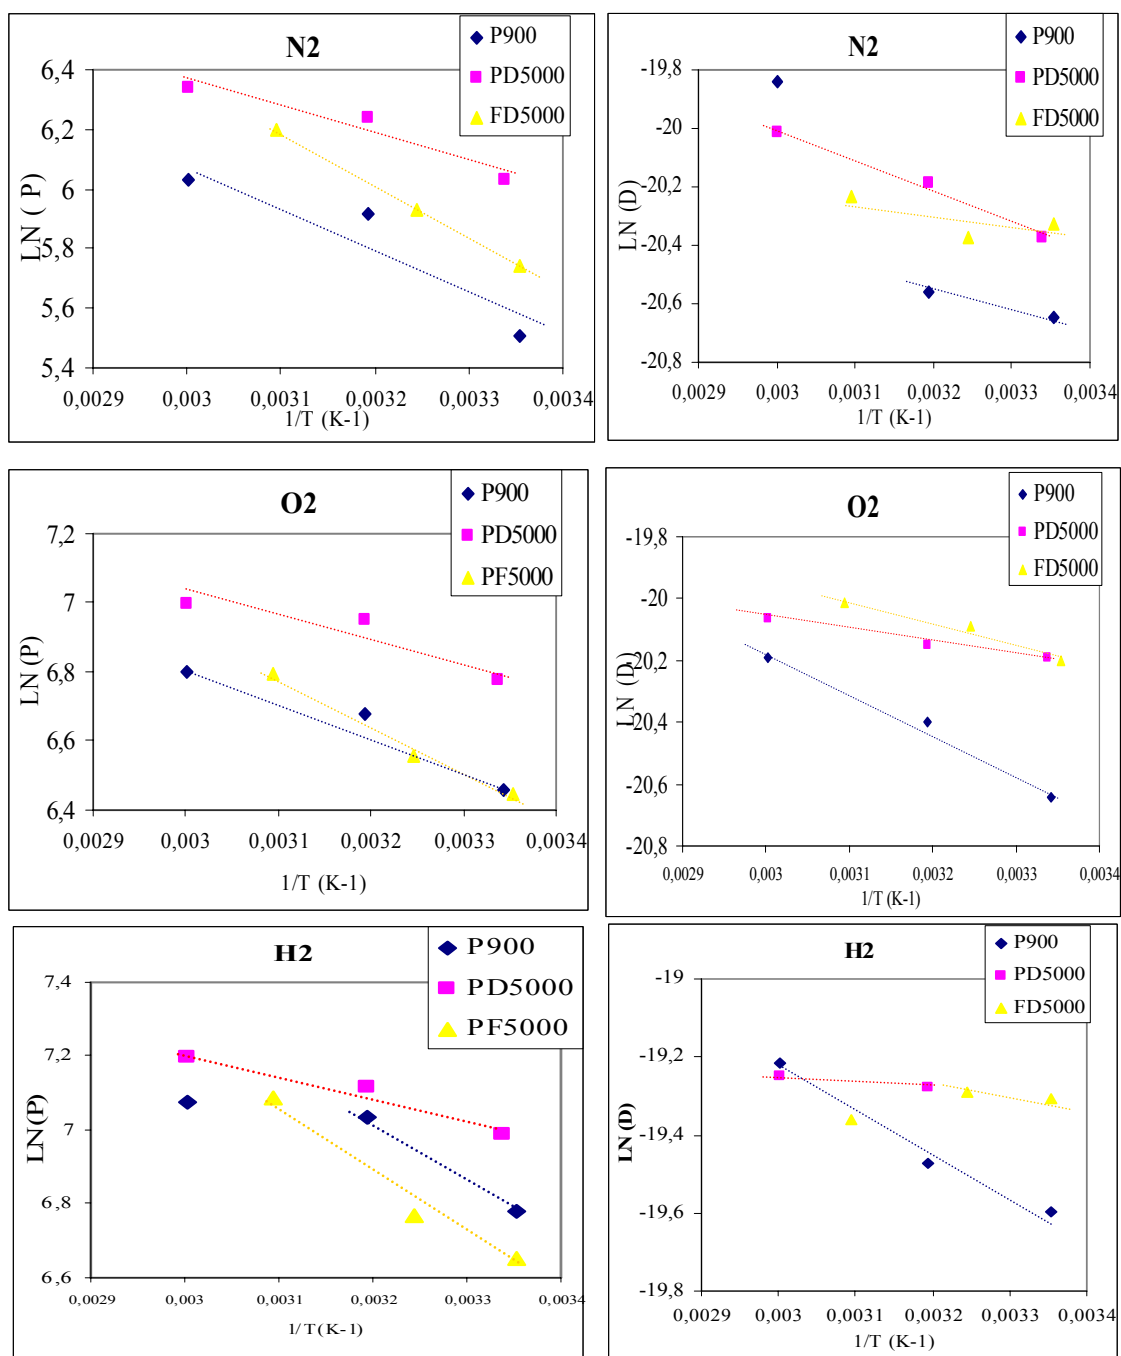 N2
P900
PD5000
FD5000
6,4
6,2
6
5,8
5,6
5,4
LN ( P)
0,0029 0,003 0,0031 0,0032 0,0033 0,0034
1/T (K-1)
N2
P900
PD5000
FD5000
-19,8
-20
-20,2
-20,4
-20,6
-20,8
LN (D)
0,0029 0,003 0,0031 0,0032 0,0033 0,0034
1/T (K-1)
O2
P900
PD5000
PF5000
7,2
7
6,8
6,6
6,4
LN (P)
0,0029 0,003 0,0031 0,0032 0,0033 0,0034
1/T (K-1)
O2
P900
PD5000
FD5000
-19,8
-20
-20,2
-20,4
-20,6
-20,8
LN (D)
0,0029 0,003 0,0031 0,0032 0,0033 0,0034
1/T (K-1)
H2
P900
PD5000
PF5000
7,4
7,2
7
6,8
6,6
LN(P)
0,0029 0,003 0,0031 0,0032 0,0033 0,0034
1/T(K-1)
H2
P900
PD5000
FD5000
-19
-19,2
-19,4
-19,6
-19,8
LN(D)
0,0029 0,003 0,0031 0,0032 0,0033 0,0034
1/T (K-1)